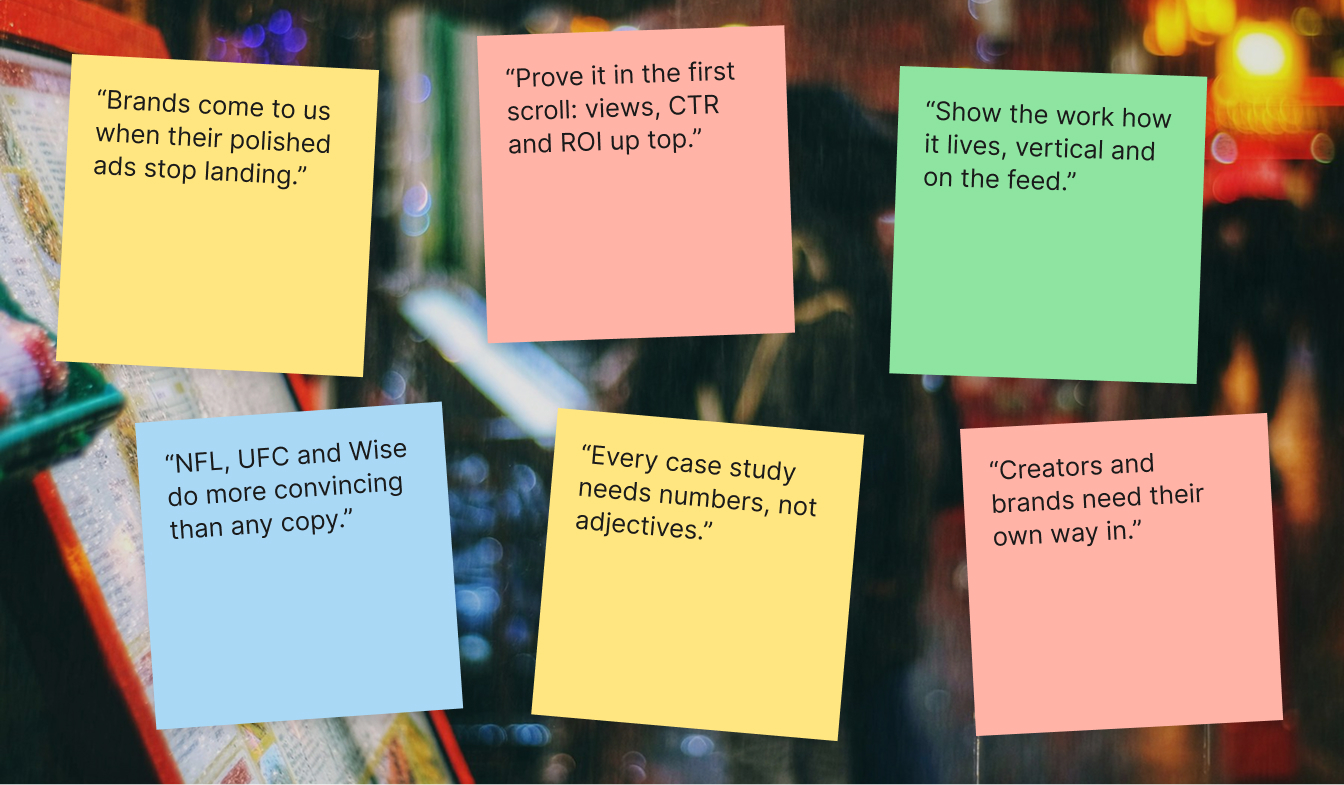 “Brands come to us
when their polished
ads stop landing.”
“Prove it in the first
scroll: views, CTR
and ROI up top.”
“Show the work how
it lives, vertical and
on the feed.”
“NFL, UFC and Wise
do more convincing
than any copy.”
“Every case study
needs numbers, not
adjectives.”
“Creators and
brands need their
own way in.”